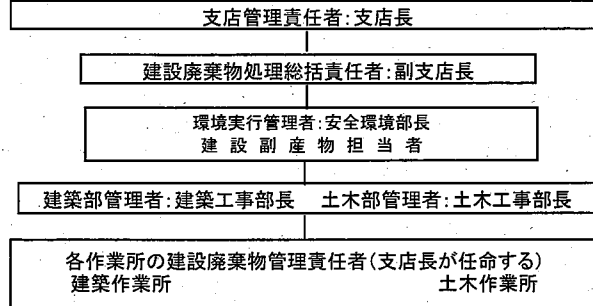 支店管理責任者:支店長
建設廃棄物処理総括責任者:副支店長
環境実行管理者:安全環境部長
建設副産物担当者
建築部管理者:建築工事部長 土木部管理者:土木工事部長
各作業所の建設廃棄物管理責任者(支店長が任命する)
建築作業所 土木作業所